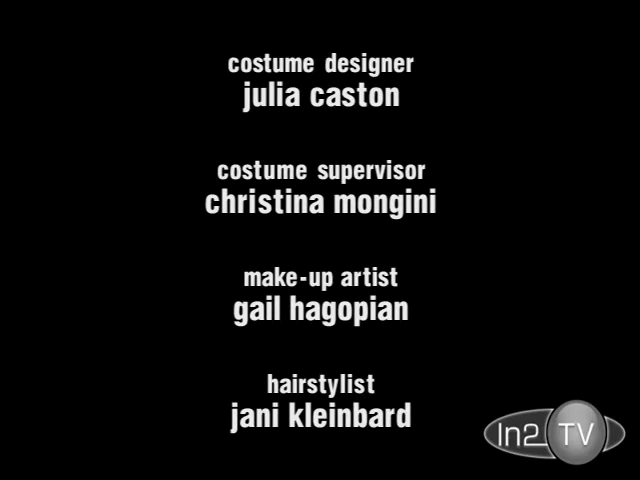 costume designer
julia caston
costume supervisor
christina mongini
make-up artist
gail hagopian
hairstylist
jani kleinbard
In2 TV